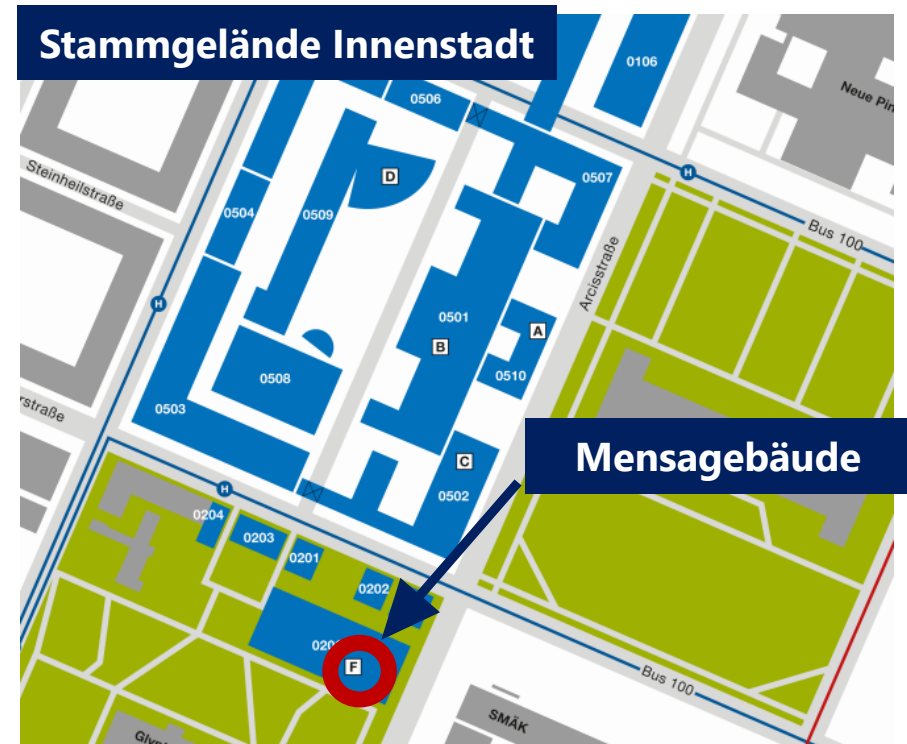 Stammgelände Innenstadt
0106
Neue Pin
0506
D
0507
Steinheilstraße
0504
0509
Bus 100
Arcisstraße
H
H
0501
A
B
0510
0508
rstraße
0503
Mensagebäude
C
0502
H
0204
0203
0201
0202
F
Bus 100
SMÄK
Glyp